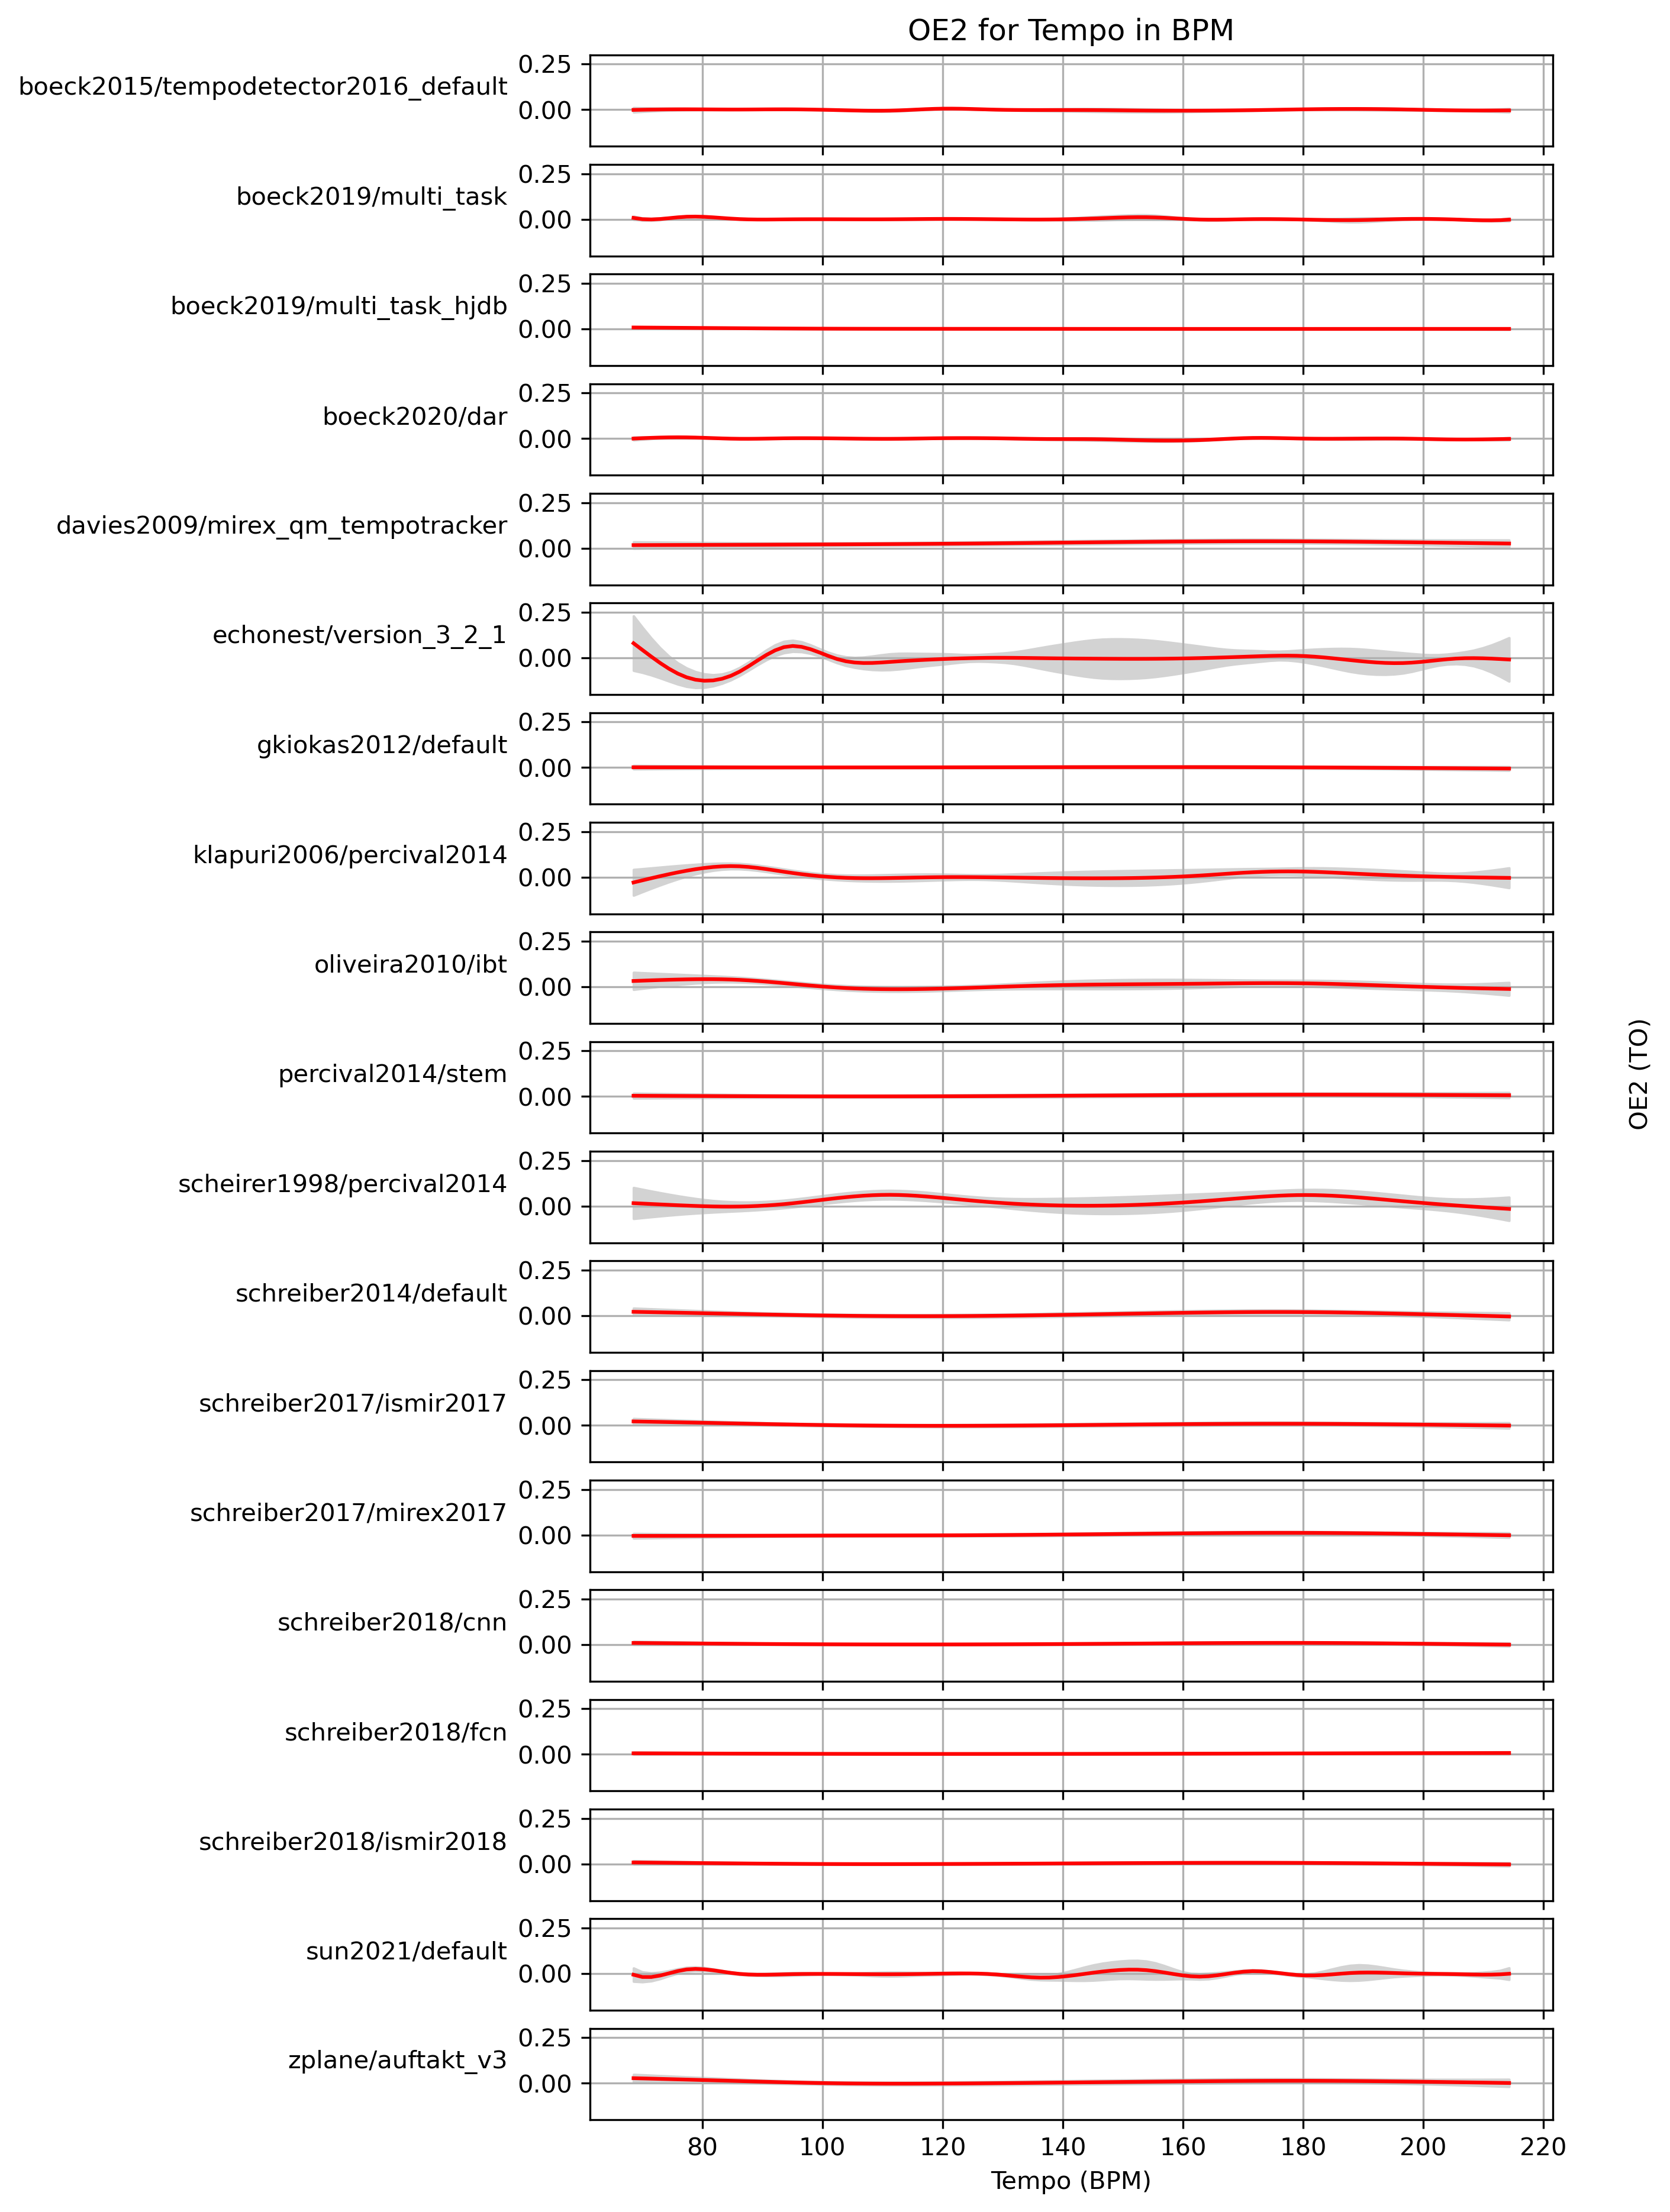 OE2 for Tempo in BPM
boeck2015/tempodetector2016_default
0.25
0.00
boeck2019/multi_task
0.25
0.00
boeck2019/multi_task_hjdb
0.25
0.00
boeck2020/dar
0.25
0.00
davies2009/mirex_qm_tempotracker
0.25
0.00
echonest/version_3_2_1
0.25
0.00
gkiokas2012/default
0.25
0.00
klapuri2006/percival2014
0.25
0.00
oliveira2010/ibt
0.25
0.00
percival2014/stem
0.25
0.00
scheirer1998/percival2014
0.25
0.00
schreiber2014/default
0.25
0.00
schreiber2017/ismir2017
0.25
0.00
schreiber2017/mirex2017
0.25
0.00
schreiber2018/cnn
0.25
0.00
schreiber2018/fcn
0.25
0.00
schreiber2018/ismir2018
0.25
0.00
sun2021/default
0.25
0.00
zplane/auftakt_v3
0.25
0.00
80 100 120 140 160 180 200 220
Tempo (BPM)
OE2 (TO)